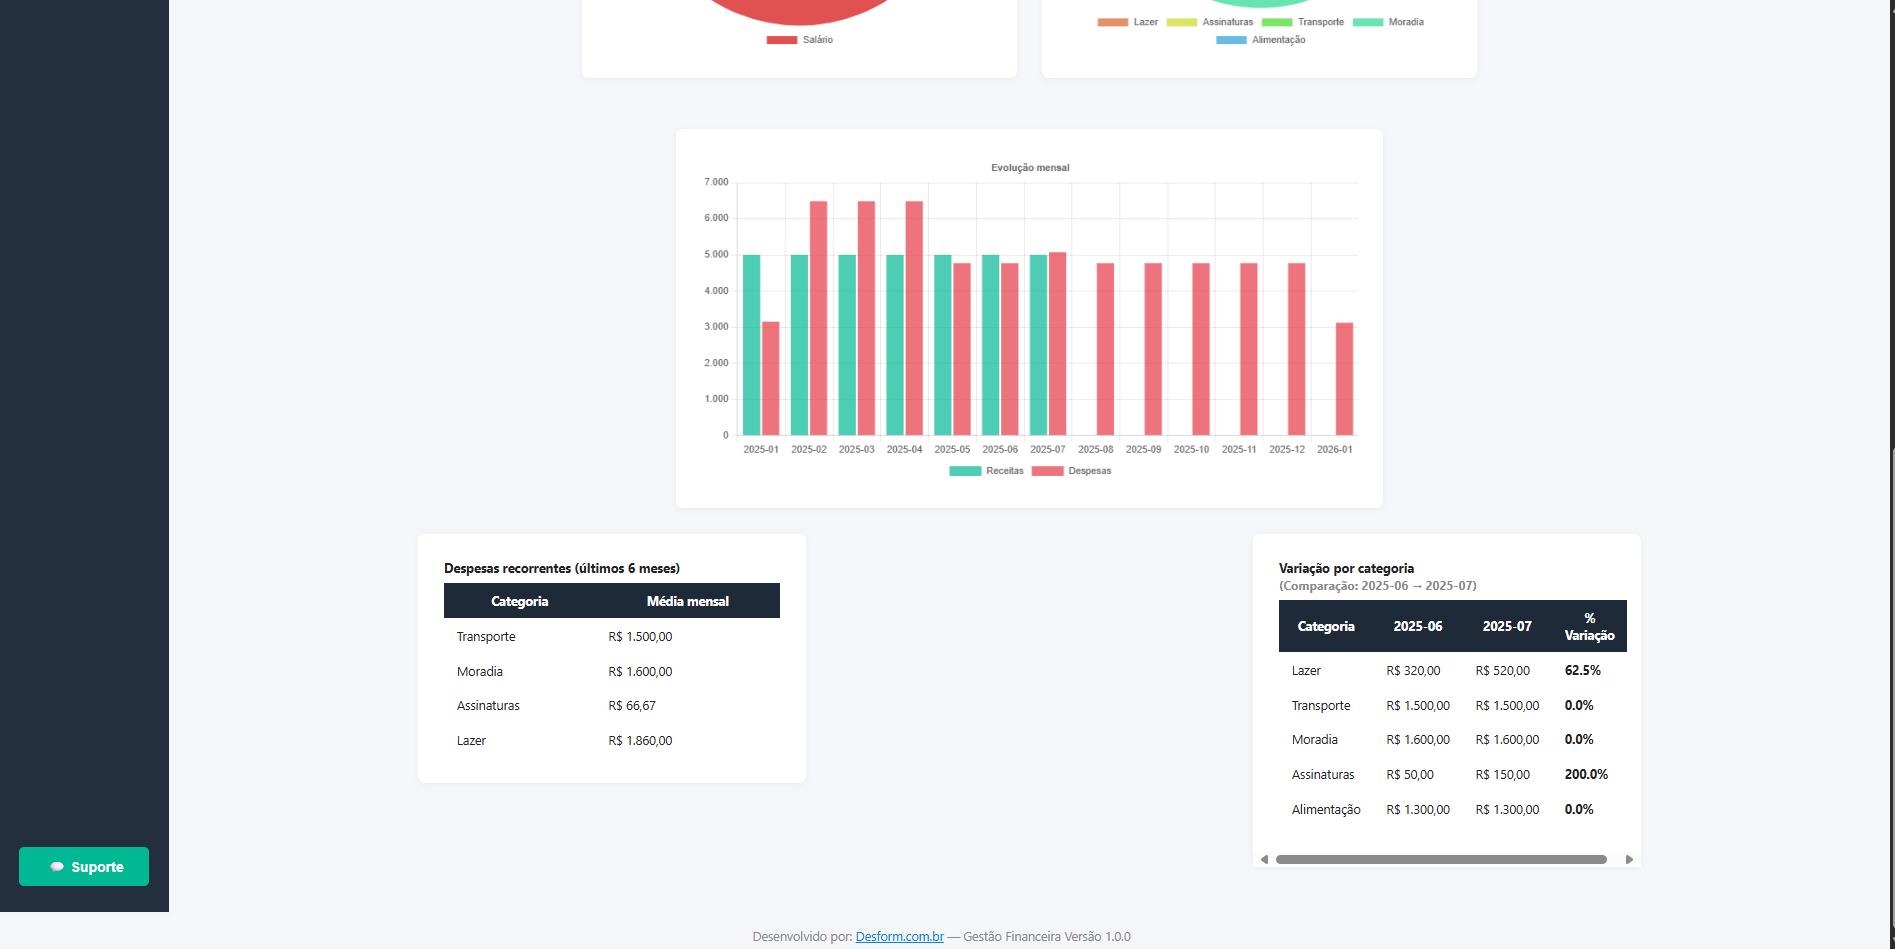 Salário
Lazer Assinaturas Transporte Moradia
Alimentação
Evolução mensal
7.000
6.000
5.000
4.000
3.000
2.000
1.000
0
2025-01 2025-02 2025-03 2025-04 2025-05 2025-06 2025-07 2025-08 2025-09 2025-10 2025-11 2025-12 2026-01
Receitas Despesas
Despesas recorrentes (últimos 6 meses)
Categoria Média mensal
Transporte R$ 1.500,00
Moradia R$ 1.600,00
Assinaturas R$ 66,67
Lazer R$ 1.860,00
Variação por categoria
(Comparação: 2025-06 → 2025-07)
Categoria 2025-06 2025-07 % Variação
Lazer R$ 320,00 R$ 520,00 62.5%
Transporte R$ 1.500,00 R$ 1.500,00 0.0%
Moradia R$ 1.600,00 R$ 1.600,00 0.0%
Assinaturas R$ 50,00 R$ 150,00 200.0%
Alimentação R$ 1.300,00 R$ 1.300,00 0.0%
Suporte
Desenvolvido por: Desform.com.br — Gestão Financeira Versão 1.0.0